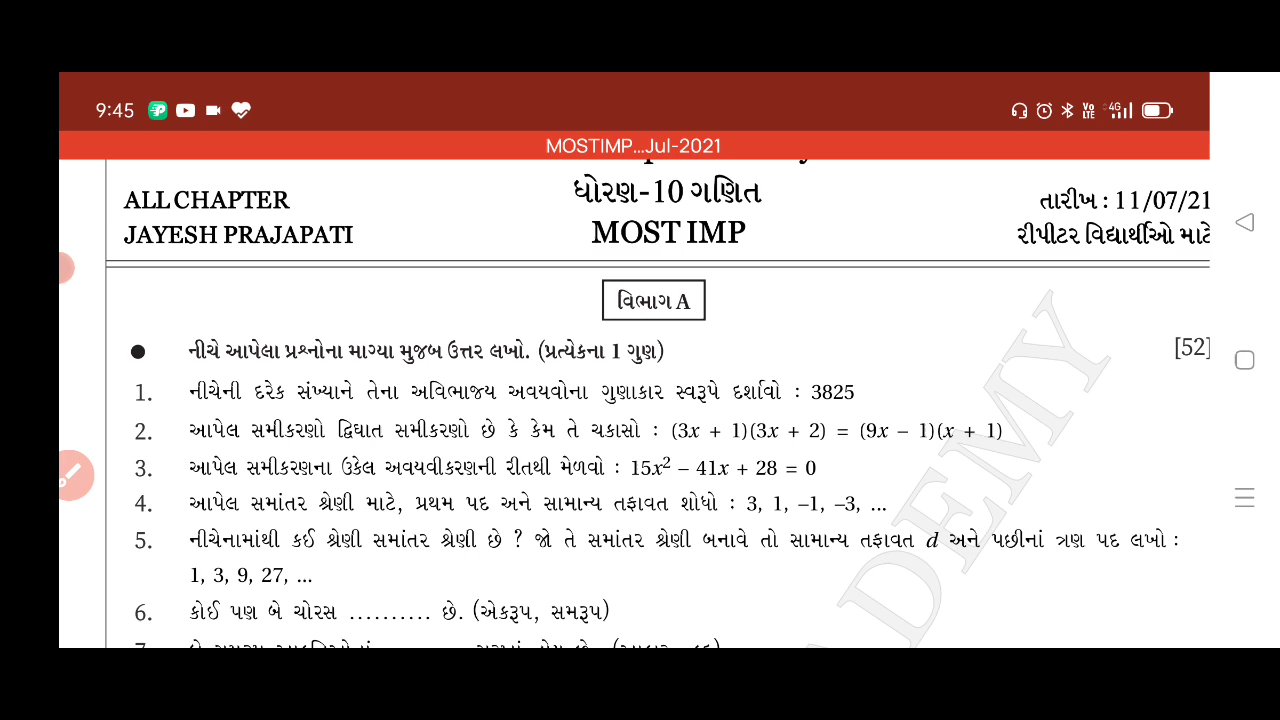 9:45
Vo LTE 4G
MOSTIMP...Jul-2021
ALL CHAPTER
ધોરણ-10 ગણિત
તારીખ : 11/07/21
JAYESH PRAJAPATI
MOST IMP
રીપીટર વિદ્યાર્થીઓ માટે
વિભાગ A
● નીચે આપેલા પ્રશ્નોના માગ્યા મુજબ ઉત્તર લખો. (પ્રત્યેકના 1 ગુણ) [52]
1. નીચેની દરેક સંખ્યાને તેના અવિભાજ્ય અવયવોના ગુણાકાર સ્વરૂપે દર્શાવો : 3825
2. આપેલ સમીકરણો દ્વિઘાત સમીકરણો છે કે કેમ તે ચકાસો : (3x + 1)(3x + 2) = (9x – 1)(x + 1)
3. આપેલ સમીકરણના ઉકેલ અવયવીકરણની રીતથી મેળવો : 15x² – 41x + 28 = 0
4. આપેલ સમાંતર શ્રેણી માટે, પ્રથમ પદ અને સામાન્ય તફાવત શોધો : 3, 1, –1, –3, ...
5. નીચેનામાંથી કઈ શ્રેણી સમાંતર શ્રેણી છે ? જો તે સમાંતર શ્રેણી બનાવે તો સામાન્ય તફાવત d અને પછીનાં ત્રણ પદ લખો :
1, 3, 9, 27, ...
6. કોઈ પણ બે ચોરસ .......... છે. (એકરૂપ, સમરૂપ)
DEMY